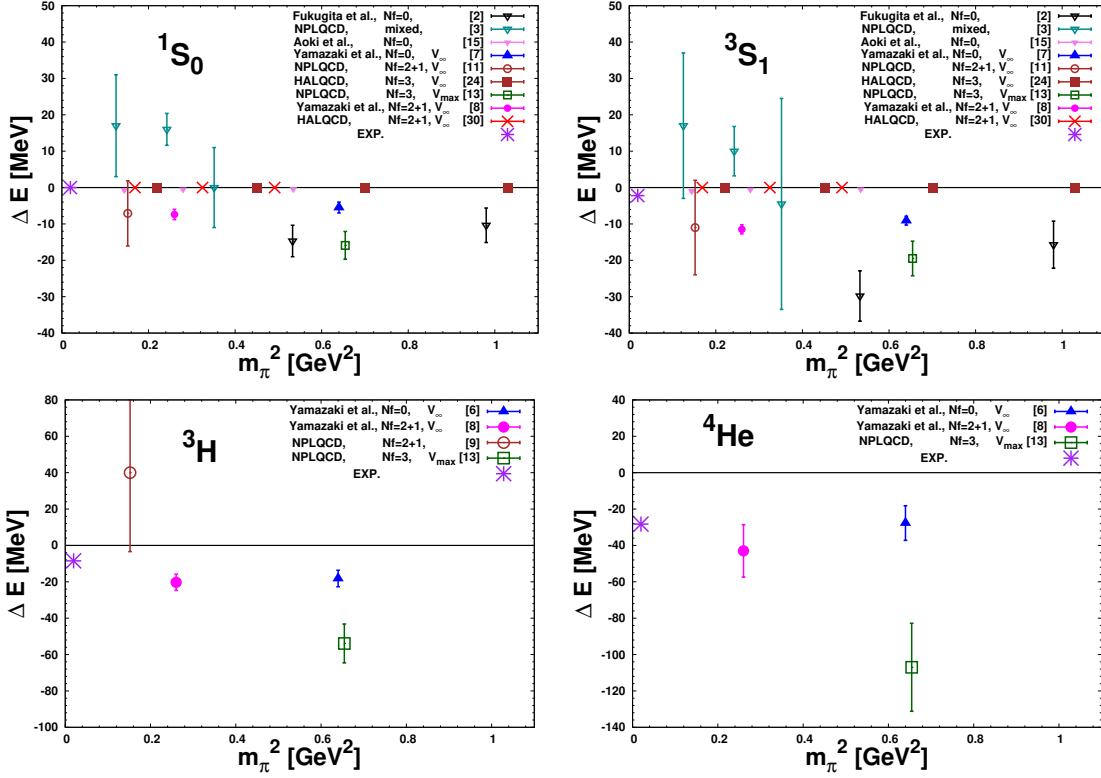 Fukugita et al., Nf=0, [2]
NPLQCD, mixed, [3]
Aoki et al., Nf=0, [15]
Yamazaki et al., Nf=0, V∞ [7]
NPLQCD, Nf=2+1, V∞ [11]
HALQCD, Nf=3, V∞ [24]
NPLQCD, Nf=3, Vmax [13]
Yamazaki et al., Nf=2+1, V∞ [8]
HALQCD, Nf=2+1, V∞ [30]
EXP.
¹S₀
Δ E [MeV]
50
40
30
20
10
0
-10
-20
-30
-40
0 0.2 0.4 0.6 0.8 1
mπ² [GeV²]
Fukugita et al., Nf=0, [2]
NPLQCD, mixed, [3]
Aoki et al., Nf=0, [15]
Yamazaki et al., Nf=0, V∞ [7]
NPLQCD, Nf=2+1, V∞ [11]
HALQCD, Nf=3, V∞ [24]
NPLQCD, Nf=3, Vmax [13]
Yamazaki et al., Nf=2+1, V∞ [8]
HALQCD, Nf=2+1, V∞ [30]
EXP.
³S₁
Δ E [MeV]
50
40
30
20
10
0
-10
-20
-30
-40
0 0.2 0.4 0.6 0.8 1
mπ² [GeV²]
Yamazaki et al., Nf=0, V∞ [6]
Yamazaki et al., Nf=2+1, V∞ [8]
NPLQCD, Nf=2+1, [9]
NPLQCD, Nf=3, Vmax [13]
EXP.
³H
Δ E [MeV]
80
60
40
20
0
-20
-40
-60
-80
-100
0 0.2 0.4 0.6 0.8 1
mπ² [GeV²]
Yamazaki et al., Nf=0, V∞ [6]
Yamazaki et al., Nf=2+1, V∞ [8]
NPLQCD, Nf=3, Vmax [13]
EXP.
⁴He
Δ E [MeV]
40
20
0
-20
-40
-60
-80
-100
-120
-140
0 0.2 0.4 0.6 0.8 1
mπ² [GeV²]